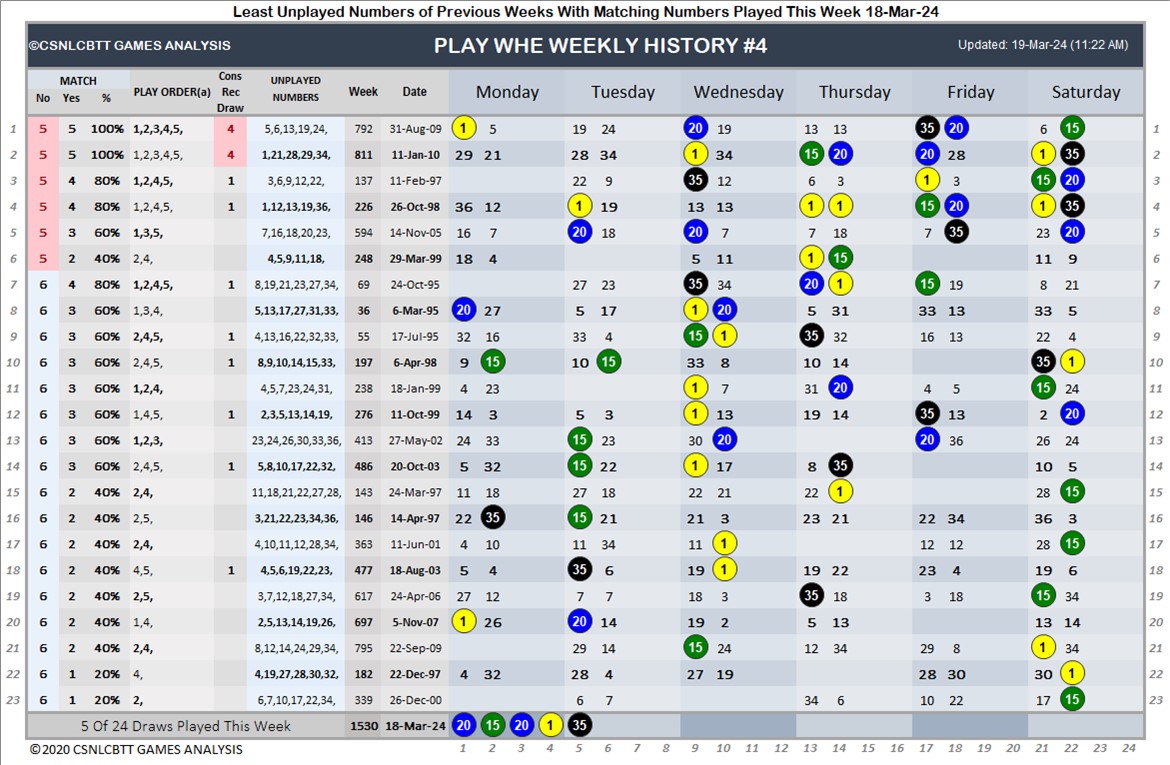 Least Unplayed Numbers of Previous Weeks With Matching Numbers Played This Week 18-Mar-24
©CSNLCBTT GAMES ANALYSIS PLAY WHE WEEKLY HISTORY #4 Updated: 19-Mar-24 (11:22 AM)
MATCH Cons UNPLAYED
No Yes % PLAY ORDER(a) Rec NUMBERS Week Date Monday Tuesday Wednesday Thursday Friday Saturday
Draw
1 5 5 100% 1,2,3,4,5, 4 5,6,13,19,24, 792 31-Aug-09 1 5 19 24 20 19 13 13 35 20 6 15 1
2 5 5 100% 1,2,3,4,5, 4 1,21,28,29,34, 811 11-Jan-10 29 21 28 34 1 34 15 20 20 28 1 35 2
3 5 4 80% 1,2,4,5, 1 3,6,9,12,22, 137 11-Feb-97 22 9 35 12 6 3 1 3 15 20 3
4 5 4 80% 1,2,4,5, 1 1,12,13,19,36, 226 26-Oct-98 36 12 1 19 13 13 1 1 15 20 1 35 4
5 5 3 60% 1,3,5, 7,16,18,20,23, 594 14-Nov-05 16 7 20 18 20 7 7 18 7 35 23 20 5
6 5 2 40% 2,4, 4,5,9,11,18, 248 29-Mar-99 18 4 5 11 1 15 11 9 6
7 6 4 80% 1,2,4,5, 1 8,19,21,23,27,34, 69 24-Oct-95 27 23 35 34 20 1 15 19 8 21 7
8 6 3 60% 1,3,4, 5,13,17,27,31,33, 36 6-Mar-95 20 27 5 17 1 20 5 31 33 13 33 5 8
9 6 3 60% 2,4,5, 1 4,13,16,22,32,33, 55 17-Jul-95 32 16 33 4 15 1 35 32 16 13 22 4 9
10 6 3 60% 2,4,5, 1 8,9,10,14,15,33, 197 6-Apr-98 9 15 10 15 33 8 10 14 35 1 10
11 6 3 60% 1,2,4, 4,5,7,23,24,31, 238 18-Jan-99 4 23 1 7 31 20 4 5 15 24 11
12 6 3 60% 1,4,5, 1 2,3,5,13,14,19, 276 11-Oct-99 14 3 5 3 1 13 19 14 35 13 2 20 12
13 6 3 60% 1,2,3, 23,24,26,30,33,36, 413 27-May-02 24 33 15 23 30 20 20 36 26 24 13
14 6 3 60% 2,4,5, 1 5,8,10,17,22,32, 486 20-Oct-03 5 32 15 22 1 17 8 35 10 5 14
15 6 2 40% 2,4, 11,18,21,22,27,28, 143 24-Mar-97 11 18 27 18 22 21 22 1 28 15 15
16 6 2 40% 2,5, 3,21,22,23,34,36, 146 14-Apr-97 22 35 15 21 21 3 23 21 22 34 36 3 16
17 6 2 40% 2,4, 4,10,11,12,28,34, 363 11-Jun-01 4 10 11 34 11 1 12 12 28 15 17
18 6 2 40% 4,5, 1 4,5,6,19,22,23, 477 18-Aug-03 5 4 35 6 19 1 19 22 23 4 19 6 18
19 6 2 40% 2,5, 3,7,12,18,27,34, 617 24-Apr-06 27 12 7 7 18 3 35 18 3 18 15 34 19
20 6 2 40% 1,4, 2,5,13,14,19,26, 697 5-Nov-07 1 26 20 14 19 2 5 13 13 14 20
21 6 2 40% 2,4, 8,12,14,24,29,34, 795 22-Sep-09 29 14 15 24 12 34 29 8 1 34 21
22 6 1 20% 4, 4,19,27,28,30,32, 182 22-Dec-97 4 32 28 4 27 19 28 30 30 1 22
23 6 1 20% 2, 6,7,10,17,22,34, 339 26-Dec-00 6 7 34 6 10 22 17 15 23
5 Of 24 Draws Played This Week 1530 18-Mar-24 20 15 20 1 35
© 2020 CSNLCBTT GAMES ANALYSIS 1 2 3 4 5 6 7 8 9 10 11 12 13 14 15 16 17 18 19 20 21 22 23 24